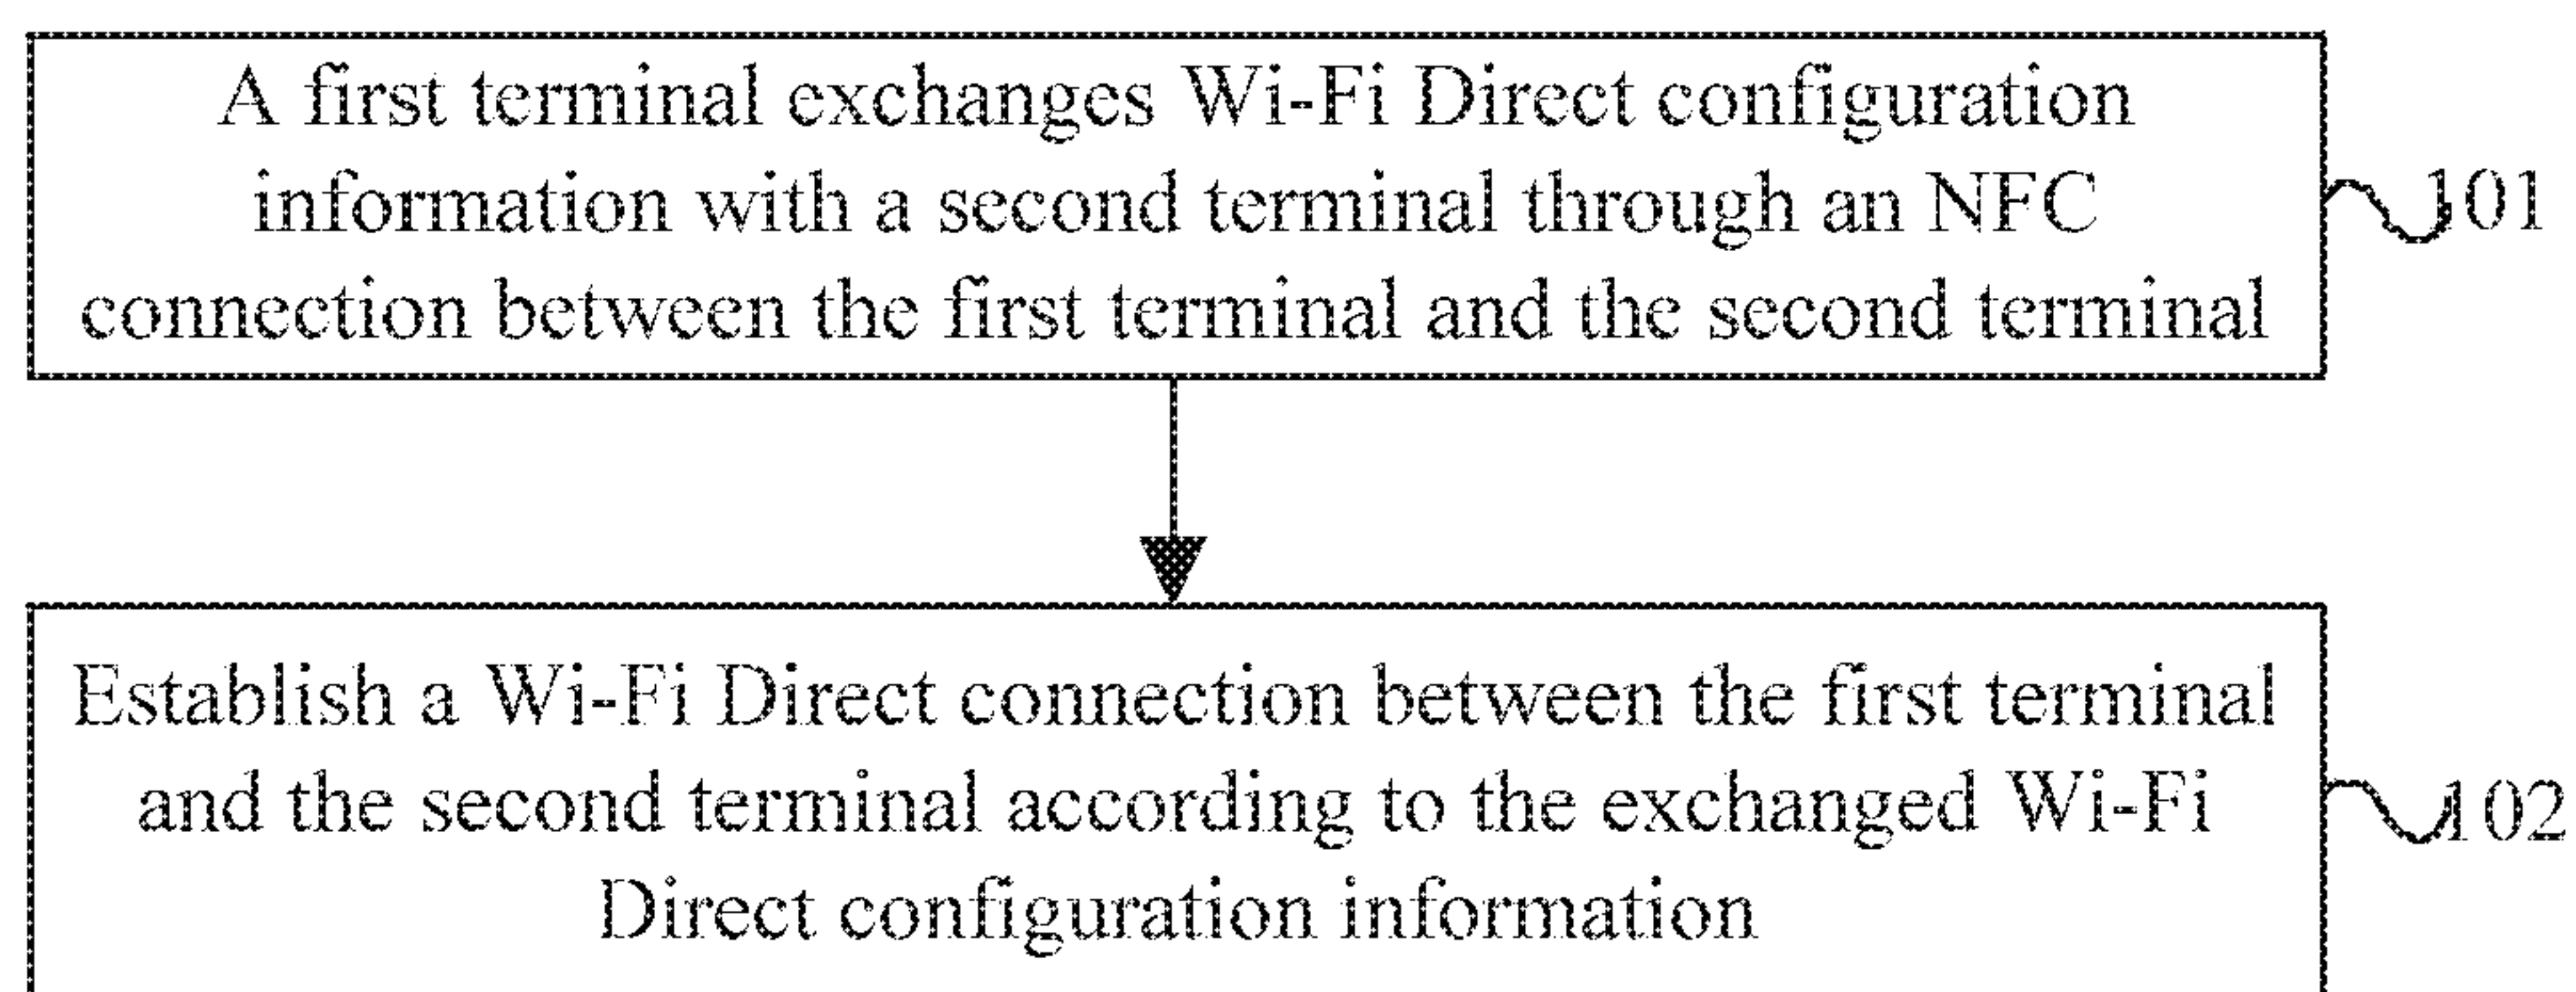 A first terminal exchanges Wi-Fi Direct configuration
information with a second terminal through an NFC
connection between the first terminal and the second terminal
101
Establish a Wi-Fi Direct connection between the first terminal
and the second terminal according to the exchanged Wi-Fi
Direct configuration information
102